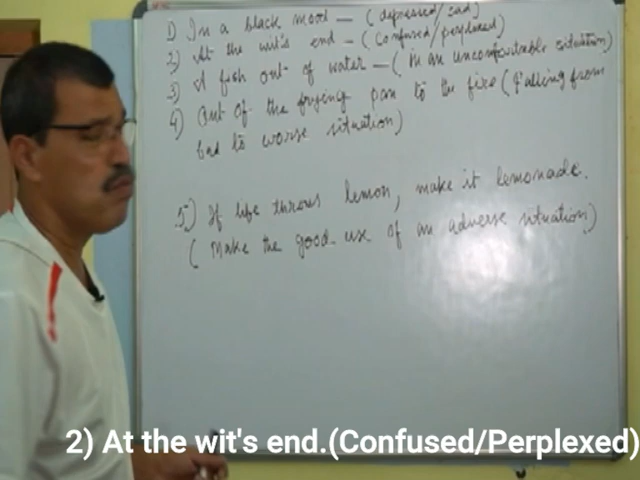 1) In a black mood – (depressed/sad)
2) At the wit's end – (Confused/perplexed)
3) A fish out of water – (In an uncomfortable situation)
4) Out of the frying pan to the fire (Falling from
bad to worse situation)
5) If life throws lemon, make it lemonade.
(Make the good use of an adverse situation)
2) At the wit's end.(Confused/Perplexed)